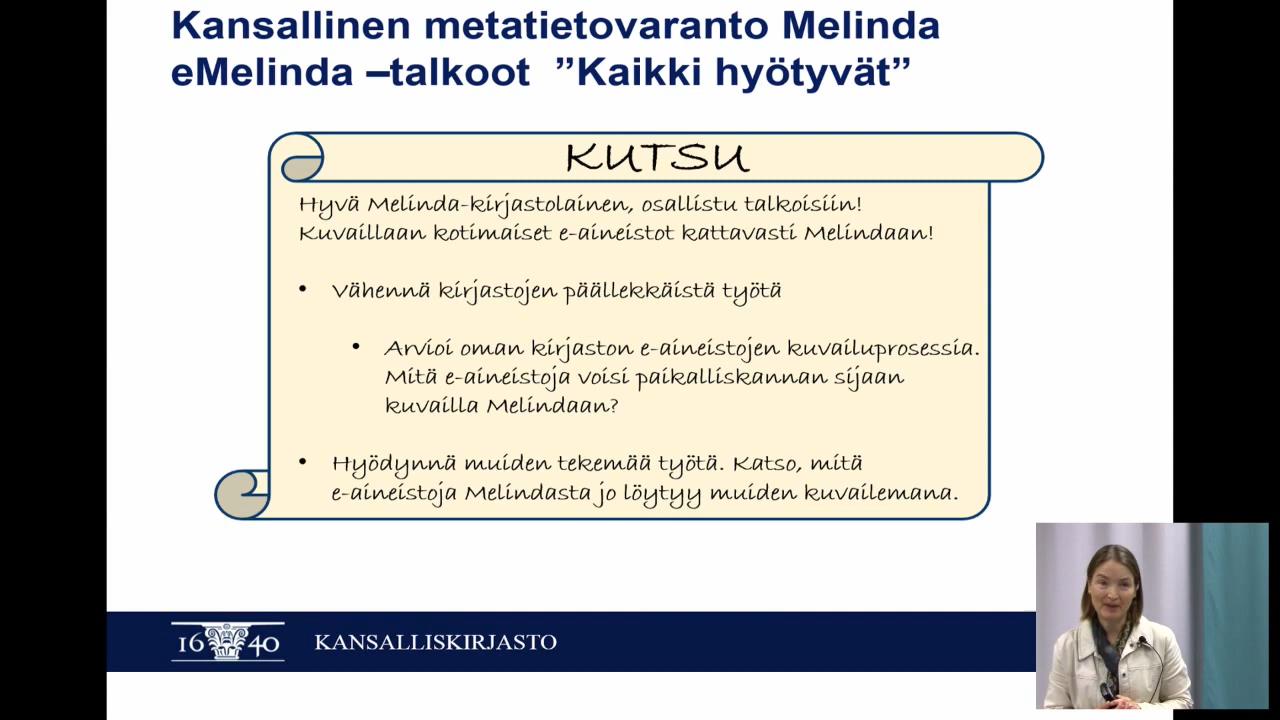 Kansallinen metatietovaranto Melinda
eMelinda –talkoot ”Kaikki hyötyvät”
KUTSU
Hyvä Melinda-kirjastolainen, osallistu talkoisiin!
Kuvaillaan kotimaiset e-aineistot kattavasti Melindaan!
• Vähennä kirjastojen päällekkäistä työtä
• Arvioi oman kirjaston e-aineistojen kuvailuprosessia.
Mitä e-aineistoja voisi paikalliskannan sijaan
kuvailla Melindaan?
• Hyödynnä muiden tekemää työtä. Katso, mitä
e-aineistoja Melindasta jo löytyy muiden kuvailemana.
16 40 KANSALLISKIRJASTO